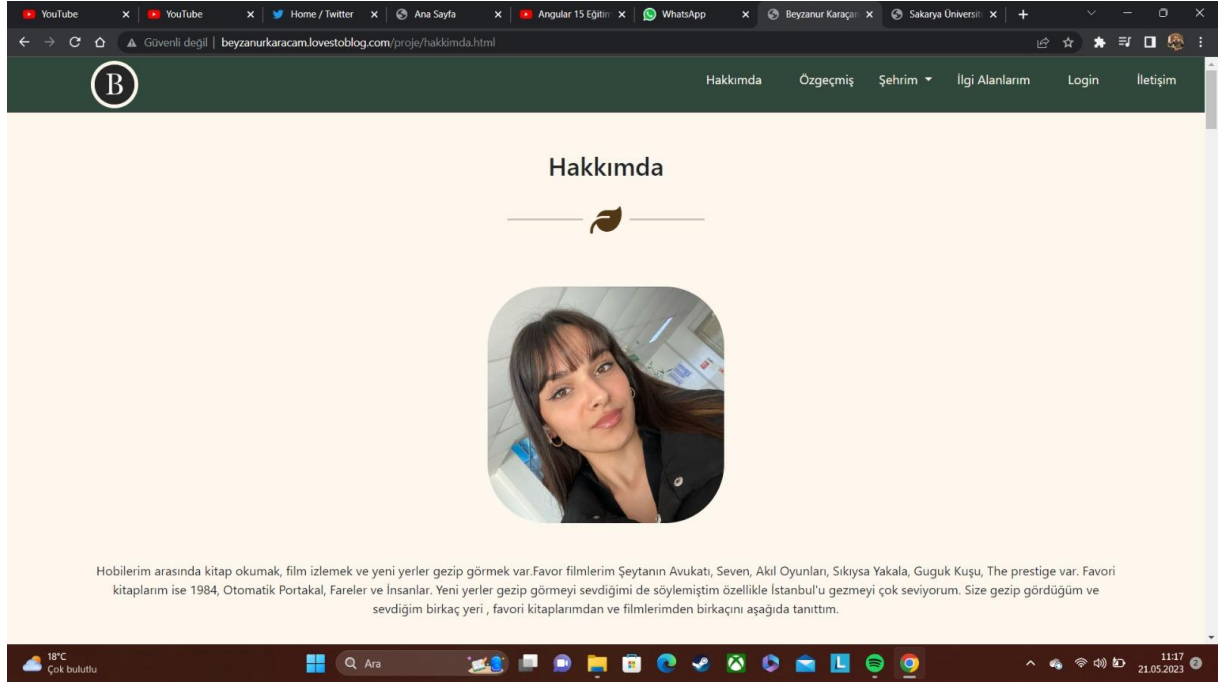 YouTube
YouTube
Home / Twitter
Ana Sayfa
Angular 15 Eğitim
WhatsApp
Beyzanur Karaçam
Sakarya Üniversit
Güvenli değil | beyzanurkaracam.lovestoblog.com/proje/hakkimda.html
B
Hakkımda Özgeçmiş Şehrim İlgi Alanlarım Login İletişim
Hakkımda
Hobilerim arasında kitap okumak, film izlemek ve yeni yerler gezip görmek var.Favor filmlerim Şeytanın Avukatı, Seven, Akıl Oyunları, Sıkıysa Yakala, Guguk Kuşu, The prestige var. Favori
kitaplarım ise 1984, Otomatik Portakal, Fareler ve İnsanlar. Yeni yerler gezip görmeyi sevdiğimi de söylemiştim özellikle İstanbul'u gezmeyi çok seviyorum. Size gezip gördüğüm ve
sevdiğim birkaç yeri , favori kitaplarımdan ve filmlerimden birkaçını aşağıda tanıttım.
18°C
Çok bulutlu
Ara
L
11:17
21.05.2023
2